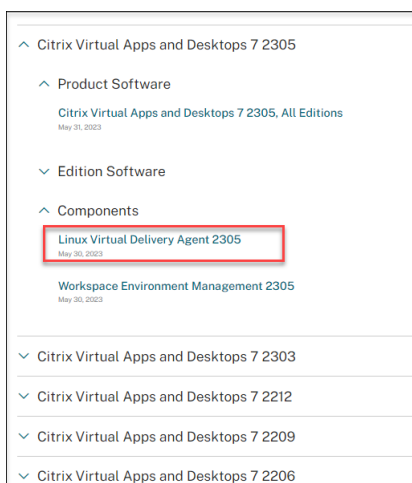 Citrix Virtual Apps and Desktops 7 2305
Product Software
Citrix Virtual Apps and Desktops 7 2305, All Editions
May 31, 2023
Edition Software
Components
Linux Virtual Delivery Agent 2305
May 30, 2023
Workspace Environment Management 2305
May 30, 2023
Citrix Virtual Apps and Desktops 7 2303
Citrix Virtual Apps and Desktops 7 2212
Citrix Virtual Apps and Desktops 7 2209
Citrix Virtual Apps and Desktops 7 2206